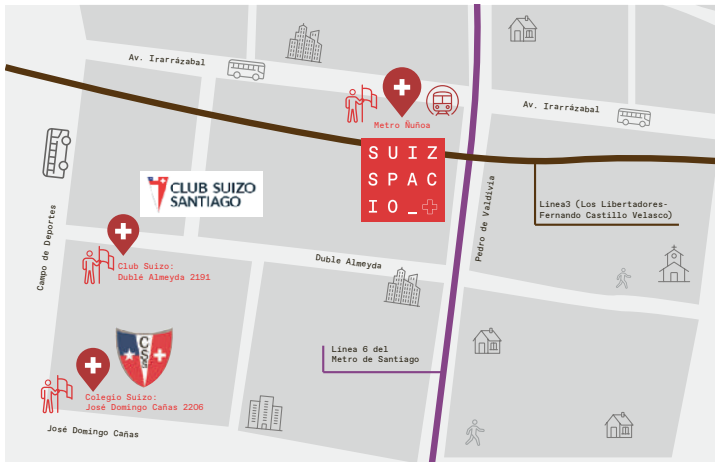 Av. Irarrázabal
Metro Ñuñoa
Av. Irarrázabal
SUIZ
SPAC
IO_
CLUB SUIZO
SANTIAGO
Campo de Deportes
Pedro de Valdivia
Línea3 (Los Libertadores-
Fernando Castillo Velasco)
Club Suizo:
Dublé Almeyda 2191
Duble Almeyda
CSS
Línea 6 del
Metro de Santiago
Colegio Suizo:
José Domingo Cañas 2206
José Domingo Cañas